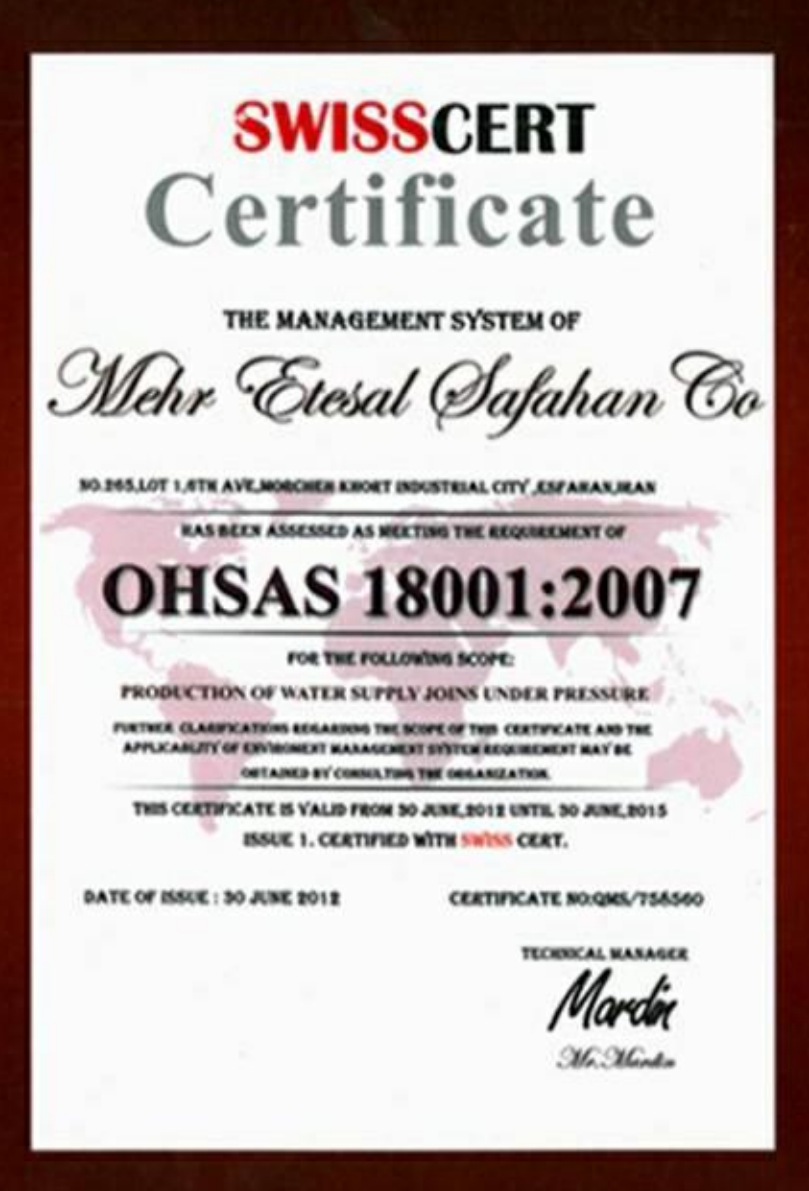 SWISSCERT
Certificate
THE MANAGEMENT SYSTEM OF
Mehr Etesal Safahan Co
NO.265,LOT 1,6TH AVE,MORCHEH KHORT INDUSTRIAL CITY ,ESFAHAN,IRAN
HAS BEEN ASSESSED AS MEETING THE REQUIREMENT OF
OHSAS 18001:2007
FOR THE FOLLOWING SCOPE:
PRODUCTION OF WATER SUPPLY JOINS UNDER PRESSURE
FURTHER CLARIFICATIONS REGARDING THE SCOPE OF THIS CERTIFICATE AND THE
APPLICABLITY OF ENVIROMENT MANAGEMENT SYSTEM REQUIREMENT MAY BE
OBTAINED BY CONSULTING THE ORGANIZATION.
THIS CERTIFICATE IS VALID FROM 30 JUNE,2012 UNTIL 30 JUNE,2015
ISSUE 1. CERTIFIED WITH SWISS CERT.
DATE OF ISSUE : 30 JUNE 2012
CERTIFICATE NO:QMS/756560
TECHNICAL MANAGER
Mardin
Mr.Mardin